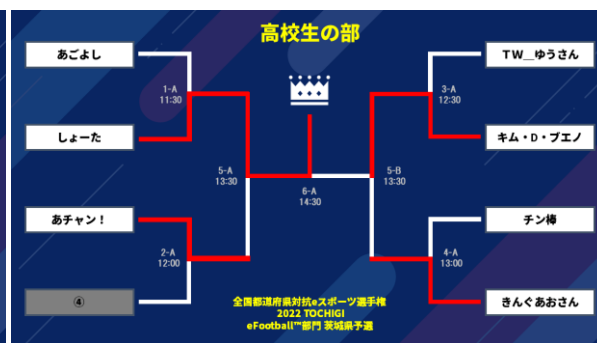 高校生の部
あごよし
TW__ゆうさん
1-A
11:30
3-A
12:30
しょーた
キム・D・ブエノ
5-A
13:30
5-B
13:30
6-A
14:30
あチャン！
チン棒
2-A
12:00
4-A
13:00
④
きんぐあおさん
全国都道府県対抗eスポーツ選手権
2022 TOCHIGI
eFootball™部門 茨城県予選